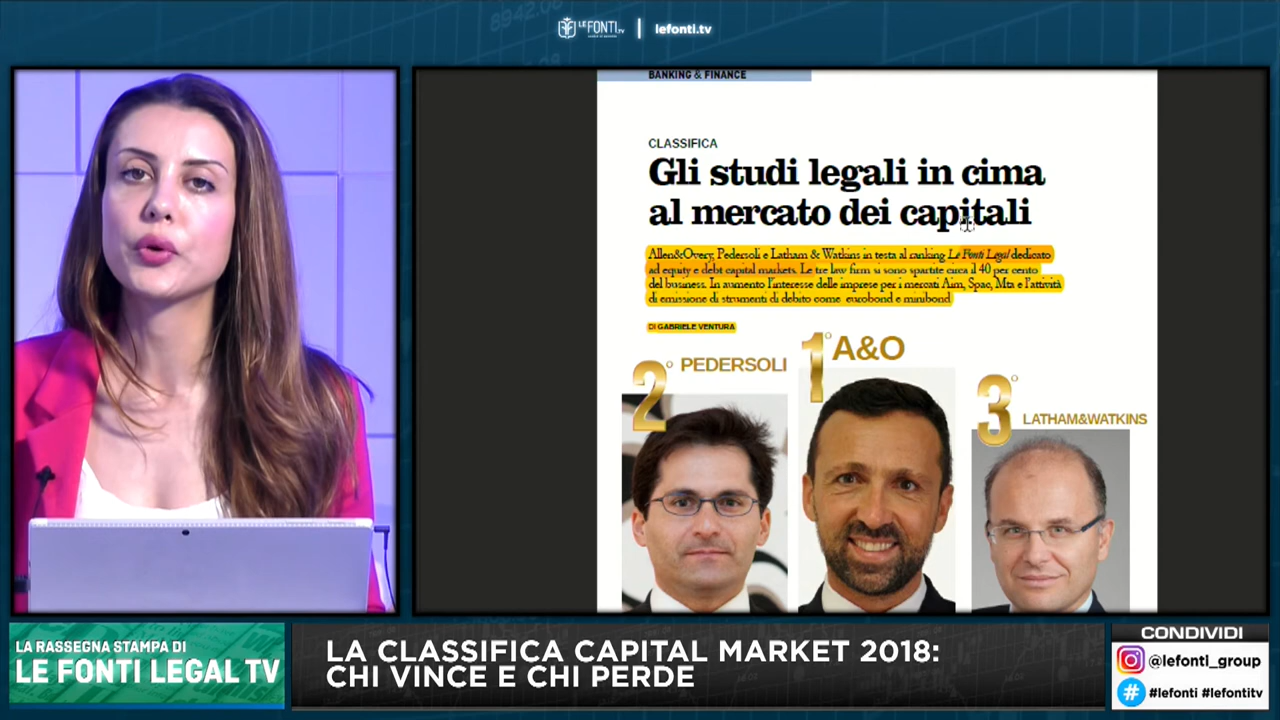 LE FONTI.TV
lefonti.tv
BANKING & FINANCE
CLASSIFICA
Gli studi legali in cima
al mercato dei capitali
Allen&Overy, Pedersoli e Latham & Watkins in testa al ranking Le Fonti Legal dedicato
ad equity e debt capital markets. Le tre law firm si sono spartite circa il 40 per cento
del business. In aumento l'interesse delle imprese per i mercati Aim, Spac, Mta e l'attività
di emissione di strumenti di debito come eurobond e minibond
DI GABRIELE VENTURA
2° PEDERSOLI
1° A&O
3° LATHAM&WATKINS
LA RASSEGNA STAMPA DI
LE FONTI LEGAL TV
LA CLASSIFICA CAPITAL MARKET 2018:
CHI VINCE E CHI PERDE
CONDIVIDI
@lefonti_group
# #lefonti #lefontitv